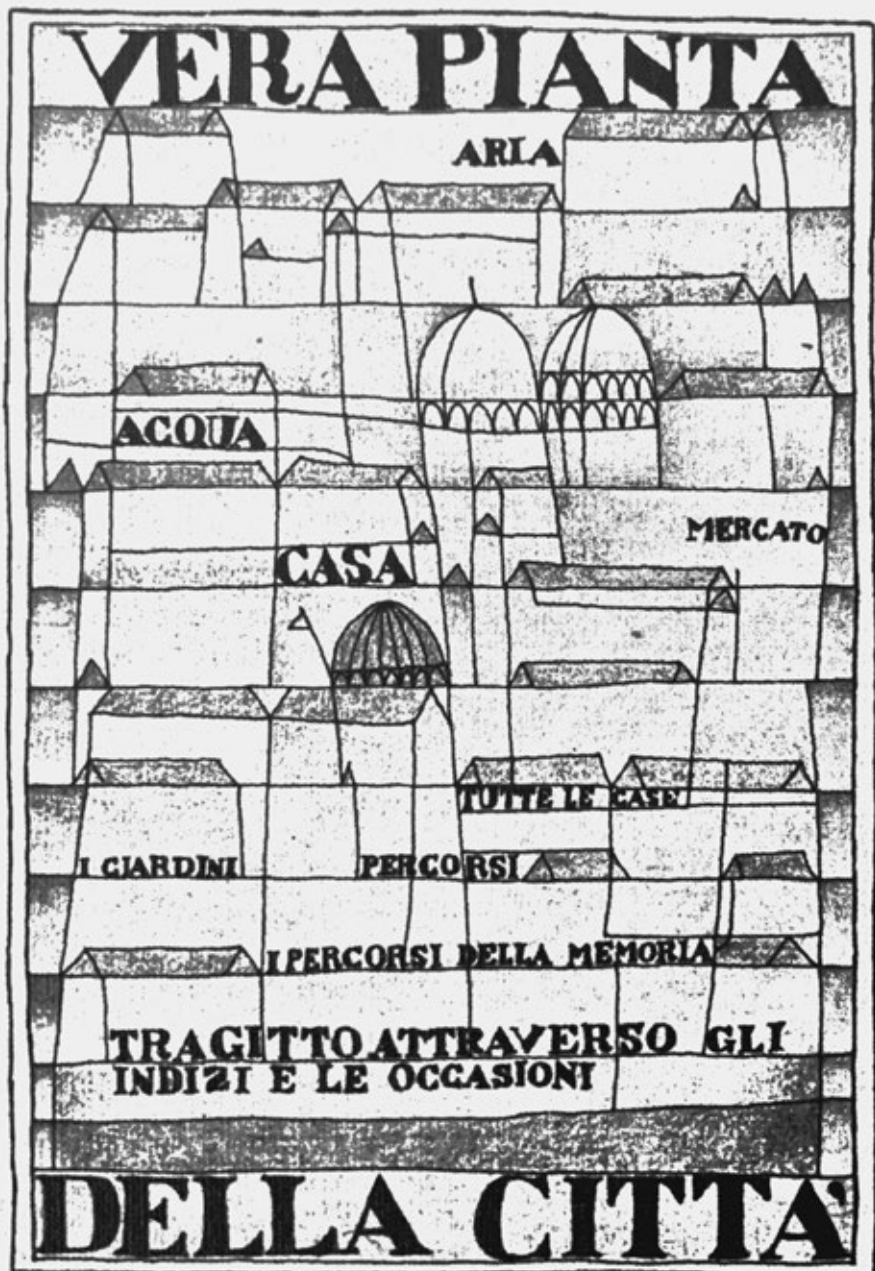 VERA PIANTA
ARIA
ACQUA
MERCATO
CASA
TUTTE LE CASE
I GIARDINI PERCORSI
I PERCORSI DELLA MEMORIA
TRAGITTO ATTRAVERSO GLI
INDIZI E LE OCCASIONI
DELLA CITTÀ